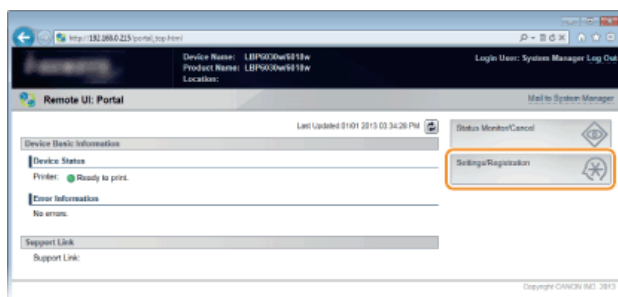 http://192.168.0.215/portal_top.html
Device Name: LBP6030w/6018w
Product Name: LBP6030w/6018w
Location:
Login User: System Manager Log Out
Remote UI: Portal
Mail to System Manager
Last Updated 01/01 2013 03:34:28 PM
Device Basic Information
Device Status
Printer: Ready to print.
Error Information
No errors.
Support Link
Support Link:
Status Monitor/Cancel
Settings/Registration
Copyright CANON INC. 2013